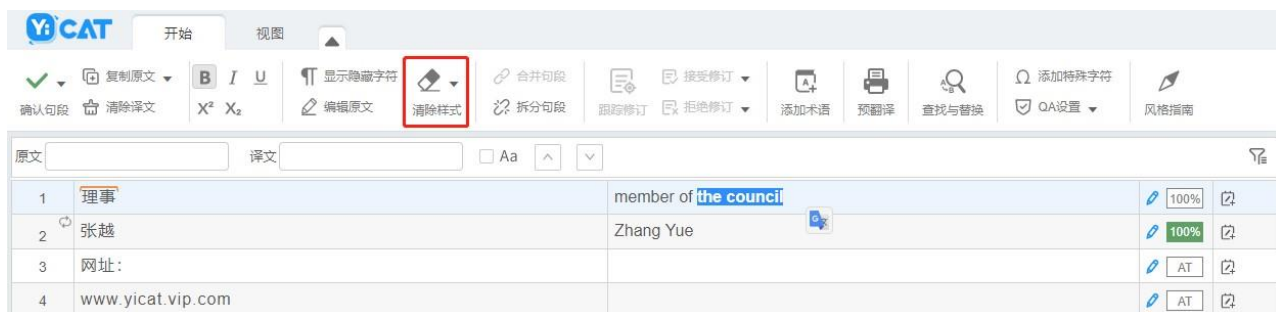 YiCAT 开始 视图
复制原文 B I U 显示隐藏字符 合并句段 接受修订 添加特殊字符
确认句段 清除译文 X² X₂ 编辑原文 清除样式 拆分句段 跟踪修订 拒绝修订 添加术语 预翻译 查找与替换 QA设置 风格指南
原文 译文 Aa
1 理事 member of the council 100%
2 张越 Zhang Yue 100%
3 网址: AT
4 www.yicat.vip.com AT